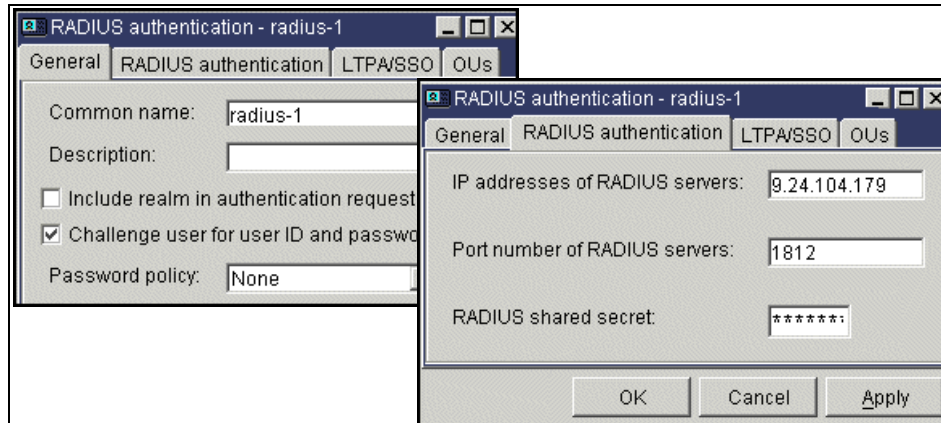 RADIUS authentication - radius-1
General RADIUS authentication LTPA/SSO OUs
Common name: radius-1
Description:
Include realm in authentication request
Challenge user for user ID and passwo
Password policy: None
RADIUS authentication - radius-1
General RADIUS authentication LTPA/SSO OUs
IP addresses of RADIUS servers: 9.24.104.179
Port number of RADIUS servers: 1812
RADIUS shared secret: ******
OK Cancel Apply